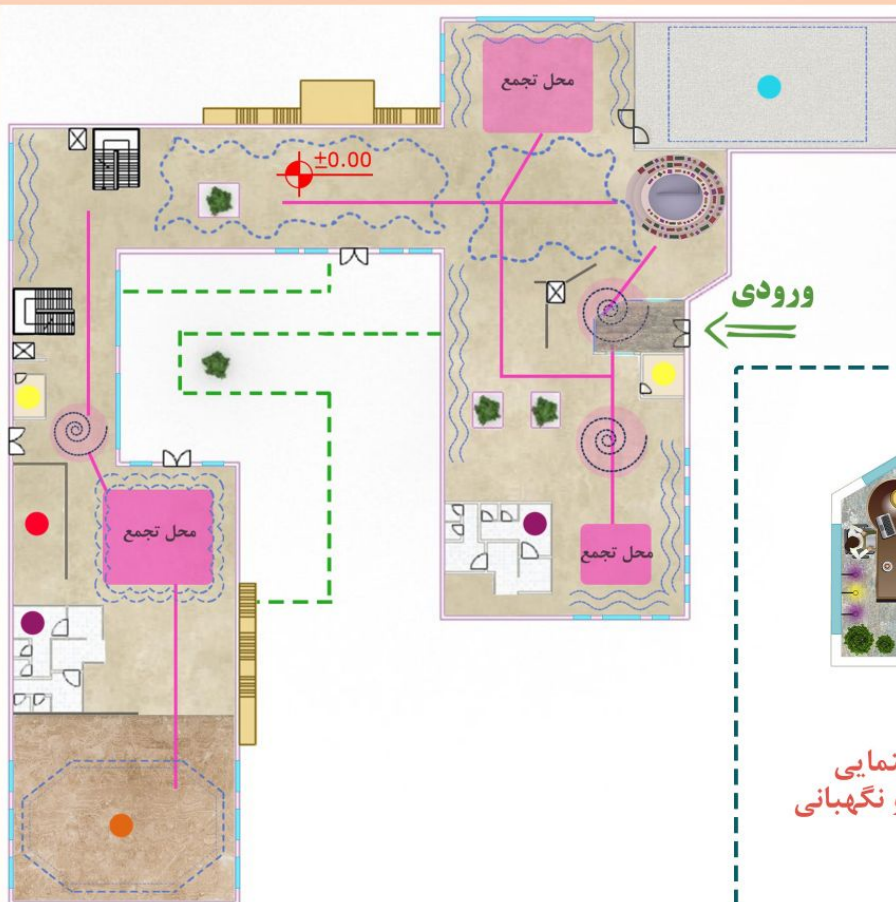 محل تجمع
±0.00
ورودی
محل تجمع
محل تجمع
نمایی
و نگهبانی